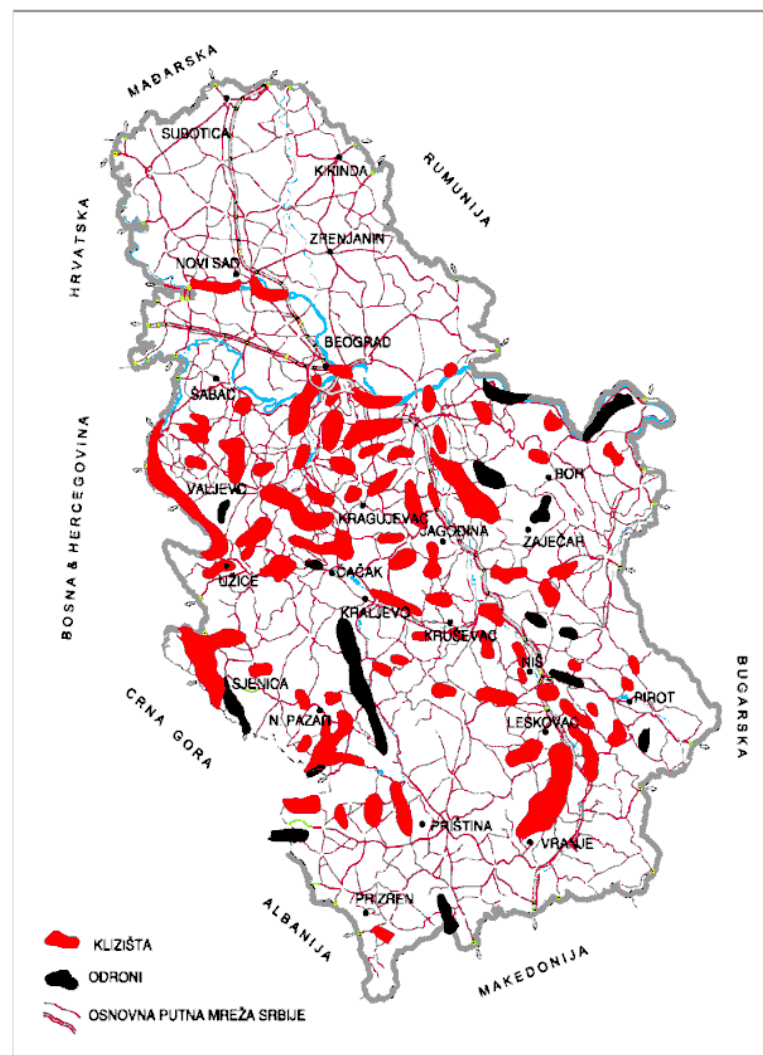 MAĐARSKA
SUBOTICA
KIKINDA
RUMUNIJA
HRVATSKA
ZRENJANIN
NOVI SAD
BEOGRAD
ŠABAC
BOSNA & HERCEGOVINA
VALJEVO
BOR
KRAGUJEVAC
JAGODINA
ZAJEČAR
UŽICE
ČAČAK
KRALJEVO
KRUŠEVAC
NIŠ
BUGARSKA
SJENICA
PIROT
CRNA GORA
N. PAZAR
LESKOVAC
PRIŠTINA
VRANJE
PRIZREN
ALBANIJA
MAKEDONIJA
KLIZIŠTA
ODRONI
OSNOVNA PUTNA MREŽA SRBIJE